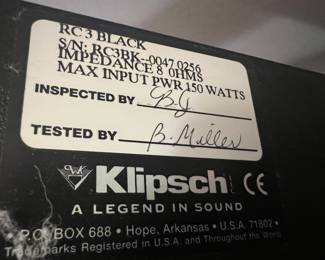 RC3 BLACK
S/N: RC3BK-0047 0256
IMPEDANCE 8 OHMS
MAX INPUT PWR 150 WATTS
INSPECTED BY
TESTED BY B. Miller
Klipsch CE
A LEGEND IN SOUND
P.O. BOX 688 • Hope, Arkansas • U.S.A. 71802 •
Trademarks Registered in U.S.A. and Throughout the World